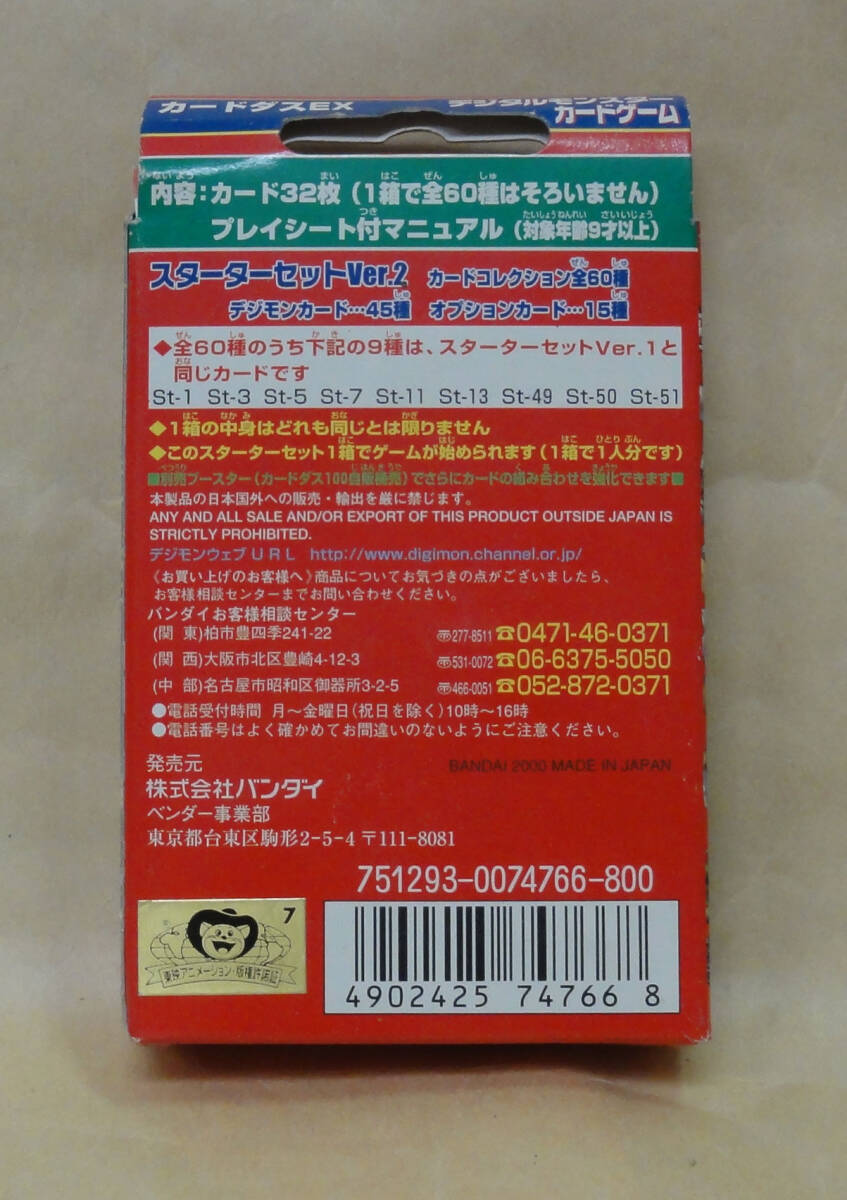 カードダスEX
デジタルモンスター
カードゲーム
内容：カード32枚（1箱で全60種はそろいません）
プレイシート付マニュアル（対象年齢9才以上）
スターターセットVer.2 カードコレクション全60種
デジモンカード…45種 オプションカード…15種
◆全60種のうち下記の9種は、スターターセットVer.1と
同じカードです
St-1 St-3 St-5 St-7 St-11 St-13 St-49 St-50 St-51
◆1箱の中身はどれも同じとは限りません
◆このスターターセット1箱でゲームが始められます（1箱で1人分です）
■別売ブースター（カードダス100自販機売）でさらにカードの組み合わせを強化できます■
本製品の日本国外への販売・輸出を厳に禁じます。
ANY AND ALL SALE AND/OR EXPORT OF THIS PRODUCT OUTSIDE JAPAN IS
STRICTLY PROHIBITED.
デジモンウェブURL http://www.digimon.channel.or.jp/
《お買い上げのお客様へ》商品についてお気づきの点がございましたら、
お客様相談センターまでお問い合わせください。
バンダイお客様相談センター
(関 東)柏市豊四季241-22 〒277-8511 ☎0471-46-0371
(関 西)大阪市北区豊崎4-12-3 〒531-0072 ☎06-6375-5050
(中 部)名古屋市昭和区御器所3-2-5 〒466-0051 ☎052-872-0371
●電話受付時間 月〜金曜日(祝日を除く)10時〜16時
●電話番号はよく確かめてお間違いのないようにご注意ください。
発売元
BANDAI 2000 MADE IN JAPAN
株式会社バンダイ
ベンダー事業部
東京都台東区駒形2-5-4 〒111-8081
751293-0074766-800
7
東映アニメーション・版権許諾証
4902425 747668